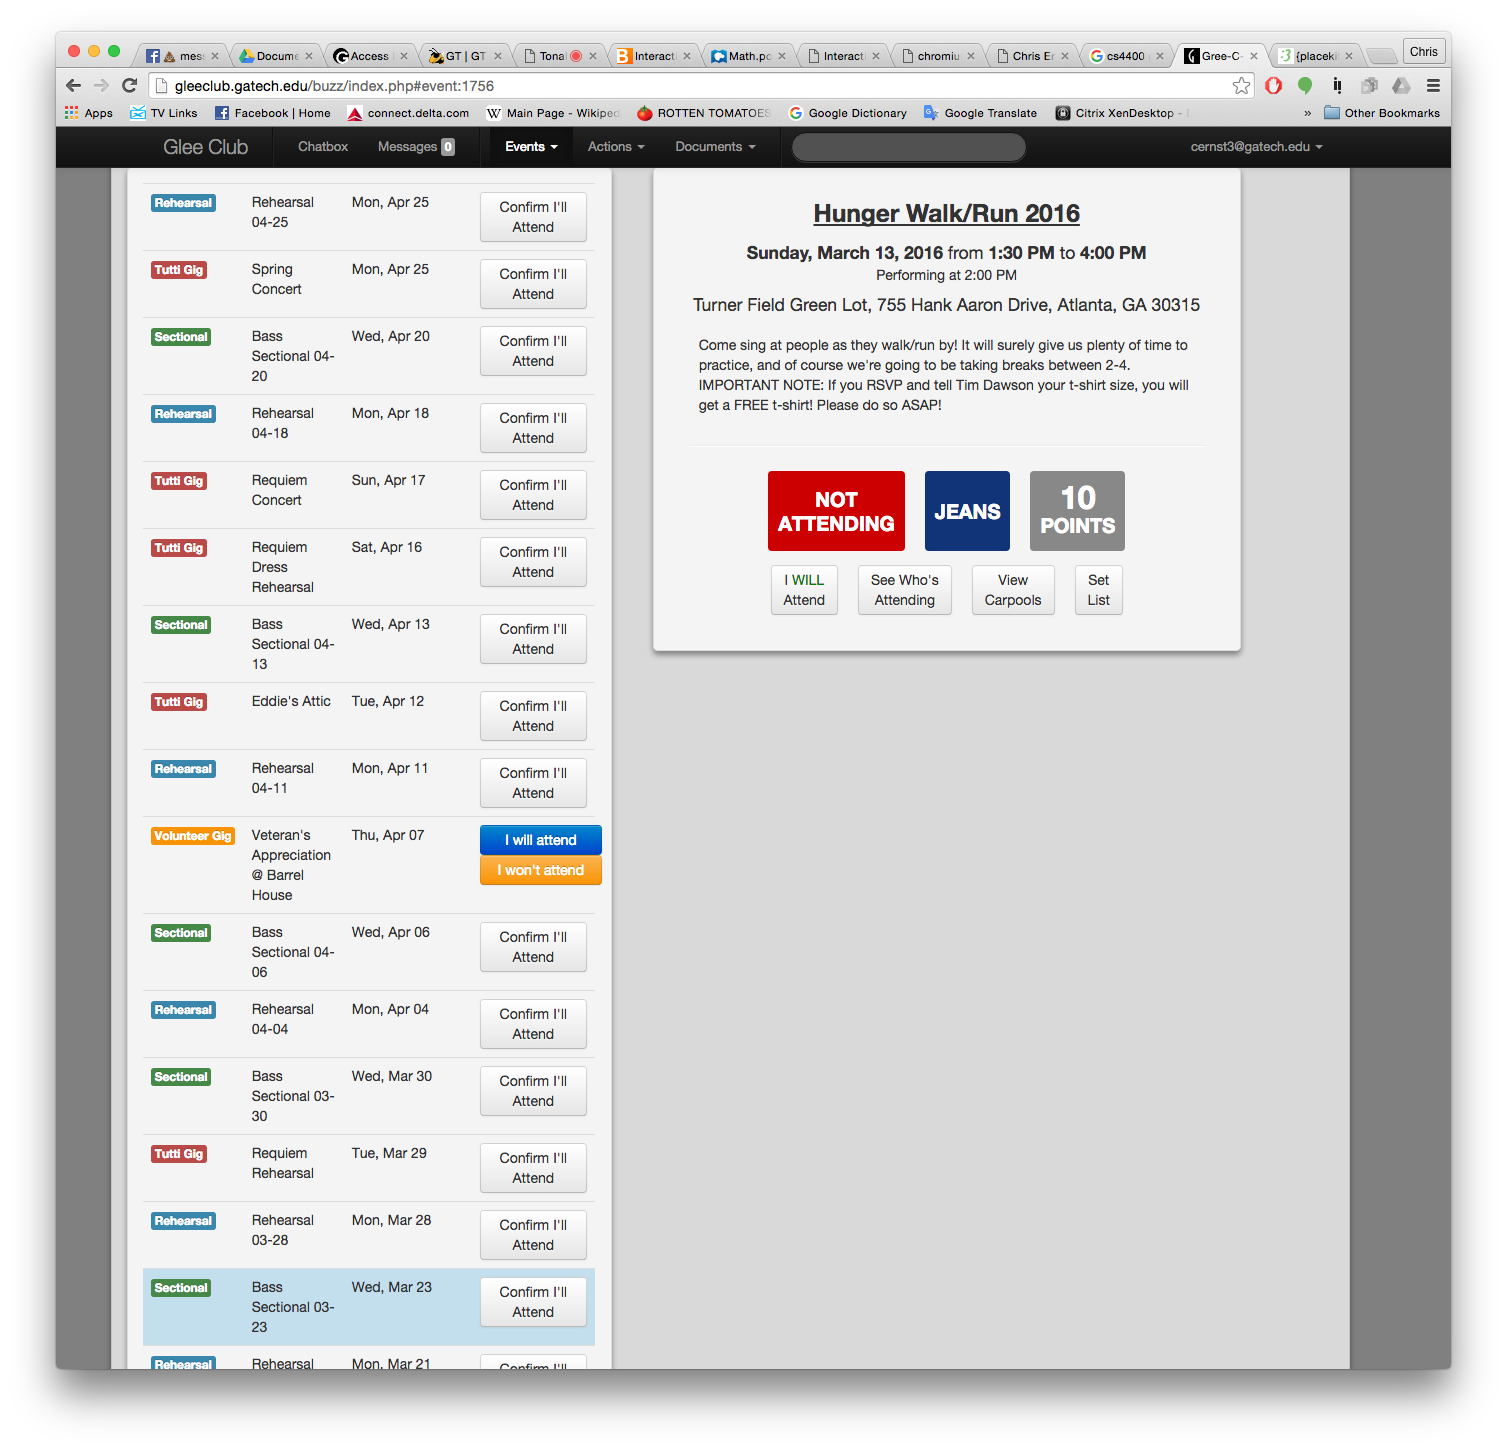 mes
Docume
Access
GT | GT
Tona
Interacti
Math.po
Interacti
chromiu
Chris Er
cs4400
Gree-C-
{placeki
Chris
gleeclub.gatech.edu/buzz/index.php#event:1756
Apps
TV Links
Facebook | Home
connect.delta.com
Main Page - Wikiped
ROTTEN TOMATOES
Google Dictionary
Google Translate
Citrix XenDesktop -
»
Other Bookmarks
Glee Club
Chatbox
Messages 0
Events
Actions
Documents
cernst3@gatech.edu
Rehearsal
Rehearsal
04-25
Mon, Apr 25
Confirm I'll
Attend
Tutti Gig
Spring
Concert
Mon, Apr 25
Confirm I'll
Attend
Sectional
Bass
Sectional 04-
20
Wed, Apr 20
Confirm I'll
Attend
Rehearsal
Rehearsal
04-18
Mon, Apr 18
Confirm I'll
Attend
Tutti Gig
Requiem
Concert
Sun, Apr 17
Confirm I'll
Attend
Tutti Gig
Requiem
Dress
Rehearsal
Sat, Apr 16
Confirm I'll
Attend
Sectional
Bass
Sectional 04-
13
Wed, Apr 13
Confirm I'll
Attend
Tutti Gig
Eddie's Attic
Tue, Apr 12
Confirm I'll
Attend
Rehearsal
Rehearsal
04-11
Mon, Apr 11
Confirm I'll
Attend
Volunteer Gig
Veteran's
Appreciation
@ Barrel
House
Thu, Apr 07
I will attend
I won't attend
Sectional
Bass
Sectional 04-
06
Wed, Apr 06
Confirm I'll
Attend
Rehearsal
Rehearsal
04-04
Mon, Apr 04
Confirm I'll
Attend
Sectional
Bass
Sectional 03-
30
Wed, Mar 30
Confirm I'll
Attend
Tutti Gig
Requiem
Rehearsal
Tue, Mar 29
Confirm I'll
Attend
Rehearsal
Rehearsal
03-28
Mon, Mar 28
Confirm I'll
Attend
Sectional
Bass
Sectional 03-
23
Wed, Mar 23
Confirm I'll
Attend
Rehearsal
Rehearsal
Mon, Mar 21
Confirm I'll
Hunger Walk/Run 2016
Sunday, March 13, 2016 from 1:30 PM to 4:00 PM
Performing at 2:00 PM
Turner Field Green Lot, 755 Hank Aaron Drive, Atlanta, GA 30315
Come sing at people as they walk/run by! It will surely give us plenty of time to
practice, and of course we're going to be taking breaks between 2-4.
IMPORTANT NOTE: If you RSVP and tell Tim Dawson your t-shirt size, you will
get a FREE t-shirt! Please do so ASAP!
NOT
ATTENDING
JEANS
10
POINTS
I WILL
Attend
See Who's
Attending
View
Carpools
Set
List